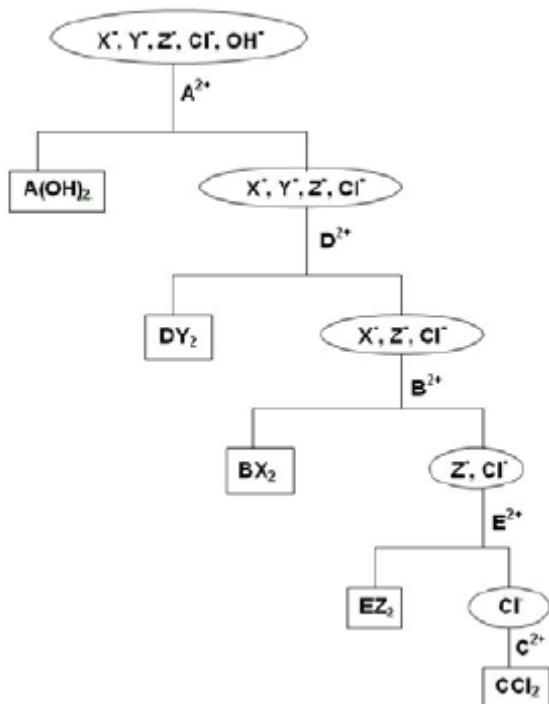 X⁻, Y⁻, Z⁻, Cl⁻, OH⁻
A²⁺
A(OH)₂
X⁻, Y⁻, Z⁻, Cl⁻
D²⁺
DY₂
X⁻, Z⁻, Cl⁻
B²⁺
BX₂
Z⁻, Cl⁻
E²⁺
EZ₂
Cl⁻
C²⁺
CCl₂